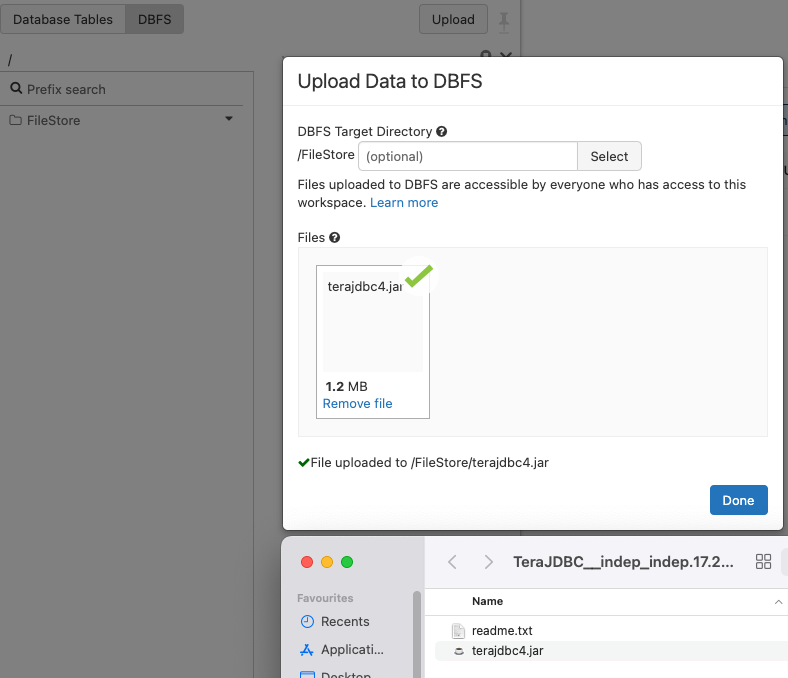 Database Tables
DBFS
Upload
/
Prefix search
FileStore
Upload Data to DBFS
DBFS Target Directory
/FileStore
(optional)
Select
Files uploaded to DBFS are accessible by everyone who has access to this
workspace. Learn more
Files
terajdbc4.jar
1.2 MB
Remove file
File uploaded to /FileStore/terajdbc4.jar
Done
TeraJDBC__indep_indep.17.2...
Favourites
Recents
Applicati...
Desktop
Name
readme.txt
terajdbc4.jar